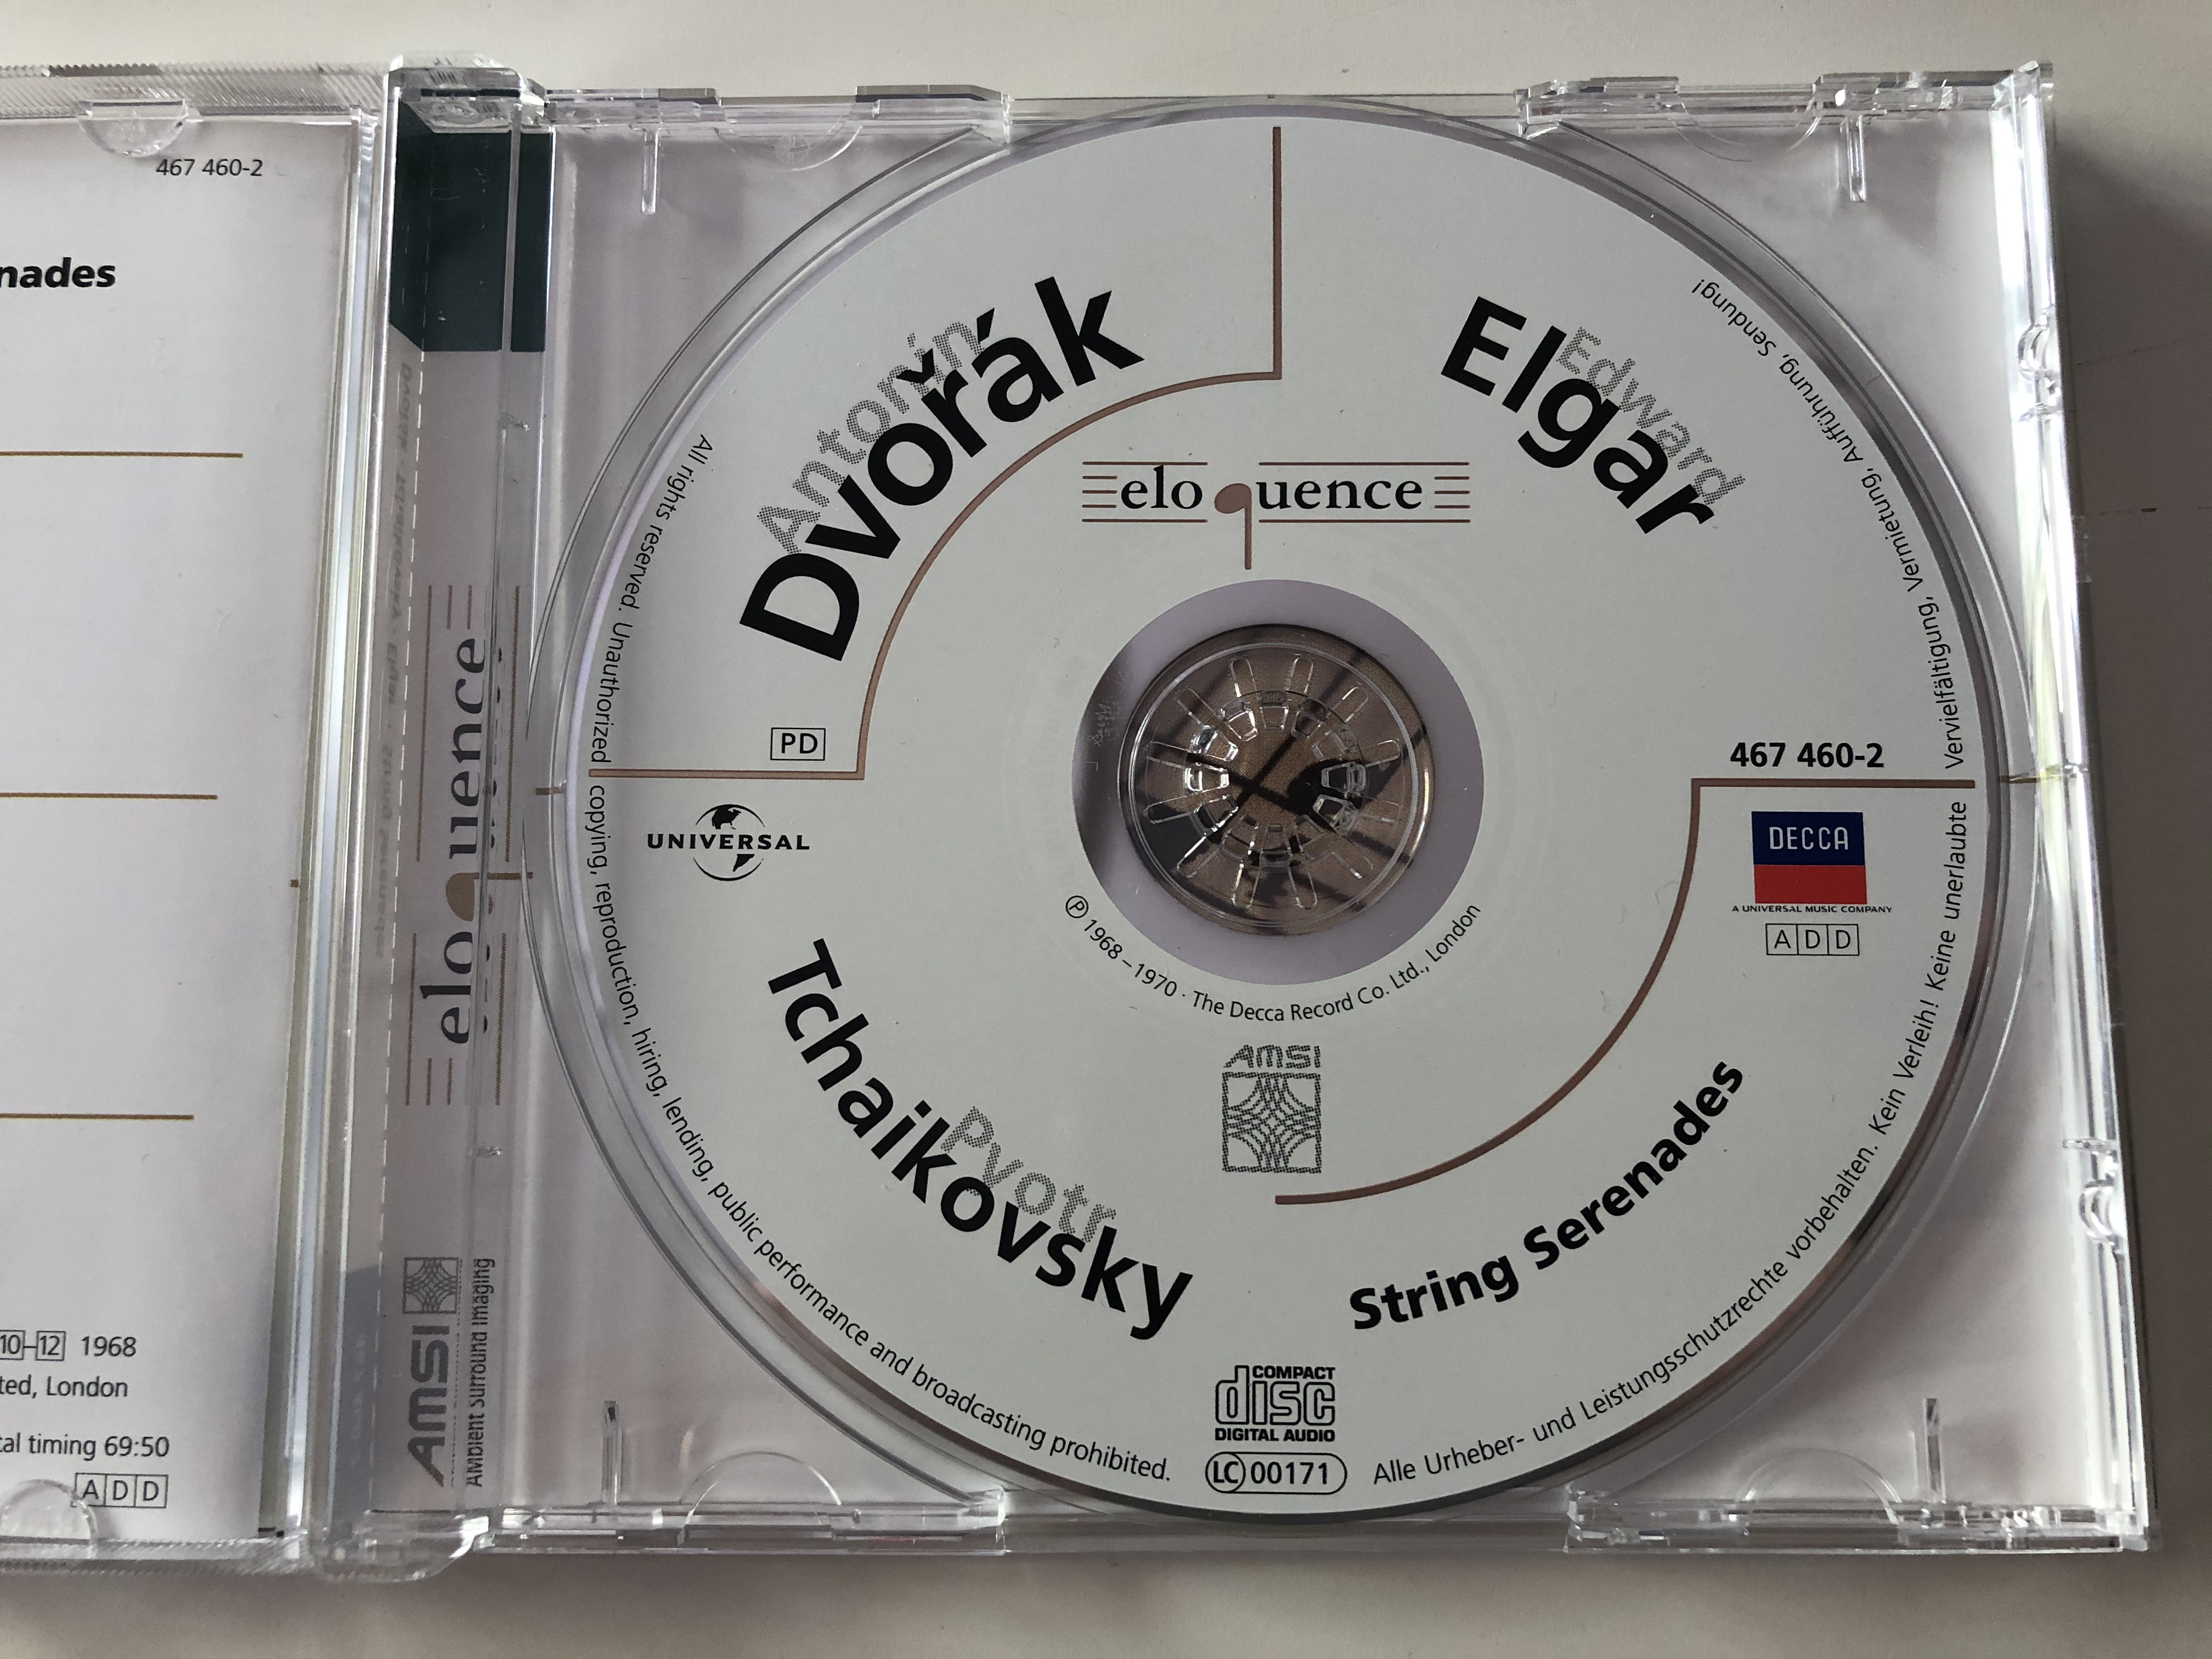 467 460-2
nades
10–12 1968
ted, London
tal timing 69:50
ADD
eloquence
AMSI
AMbient Surround Imaging
Antonín
Dvořák
Edward
Elgar
eloquence
PD
467 460-2
UNIVERSAL
DECCA
A UNIVERSAL MUSIC COMPANY
ADD
℗ 1968 – 1970 · The Decca Record Co. Ltd., London
AMSI
Pyotr
Tchaikovsky
String Serenades
COMPACT
disc
DIGITAL AUDIO
LC 00171
All rights reserved. Unauthorized copying, reproduction, hiring, lending, public performance and broadcasting prohibited.
Alle Urheber- und Leistungsschutzrechte vorbehalten. Kein Verleih! Keine unerlaubte Vervielfältigung, Vermietung, Aufführung, Sendung!